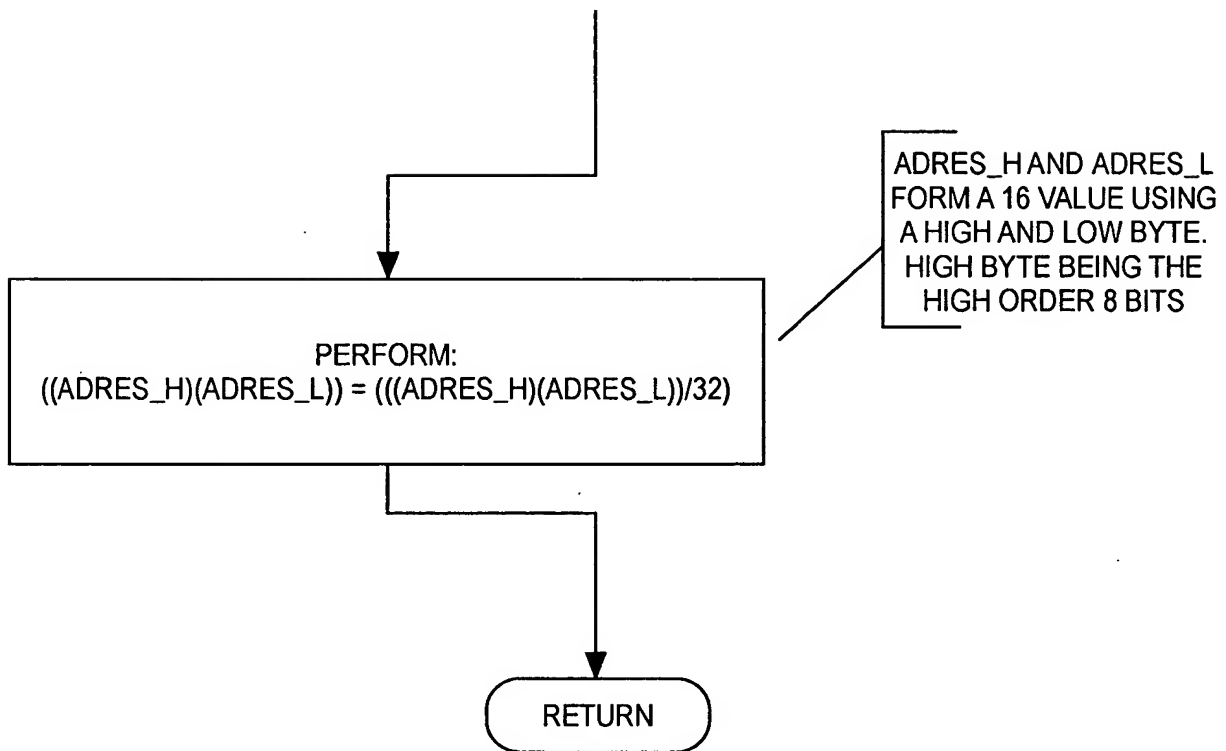 ADRES_H AND ADRES_L
FORM A 16 VALUE USING
A HIGH AND LOW BYTE.
HIGH BYTE BEING THE
HIGH ORDER 8 BITS
PERFORM:
((ADRES_H)(ADRES_L)) = (((ADRES_H)(ADRES_L))/32)
RETURN